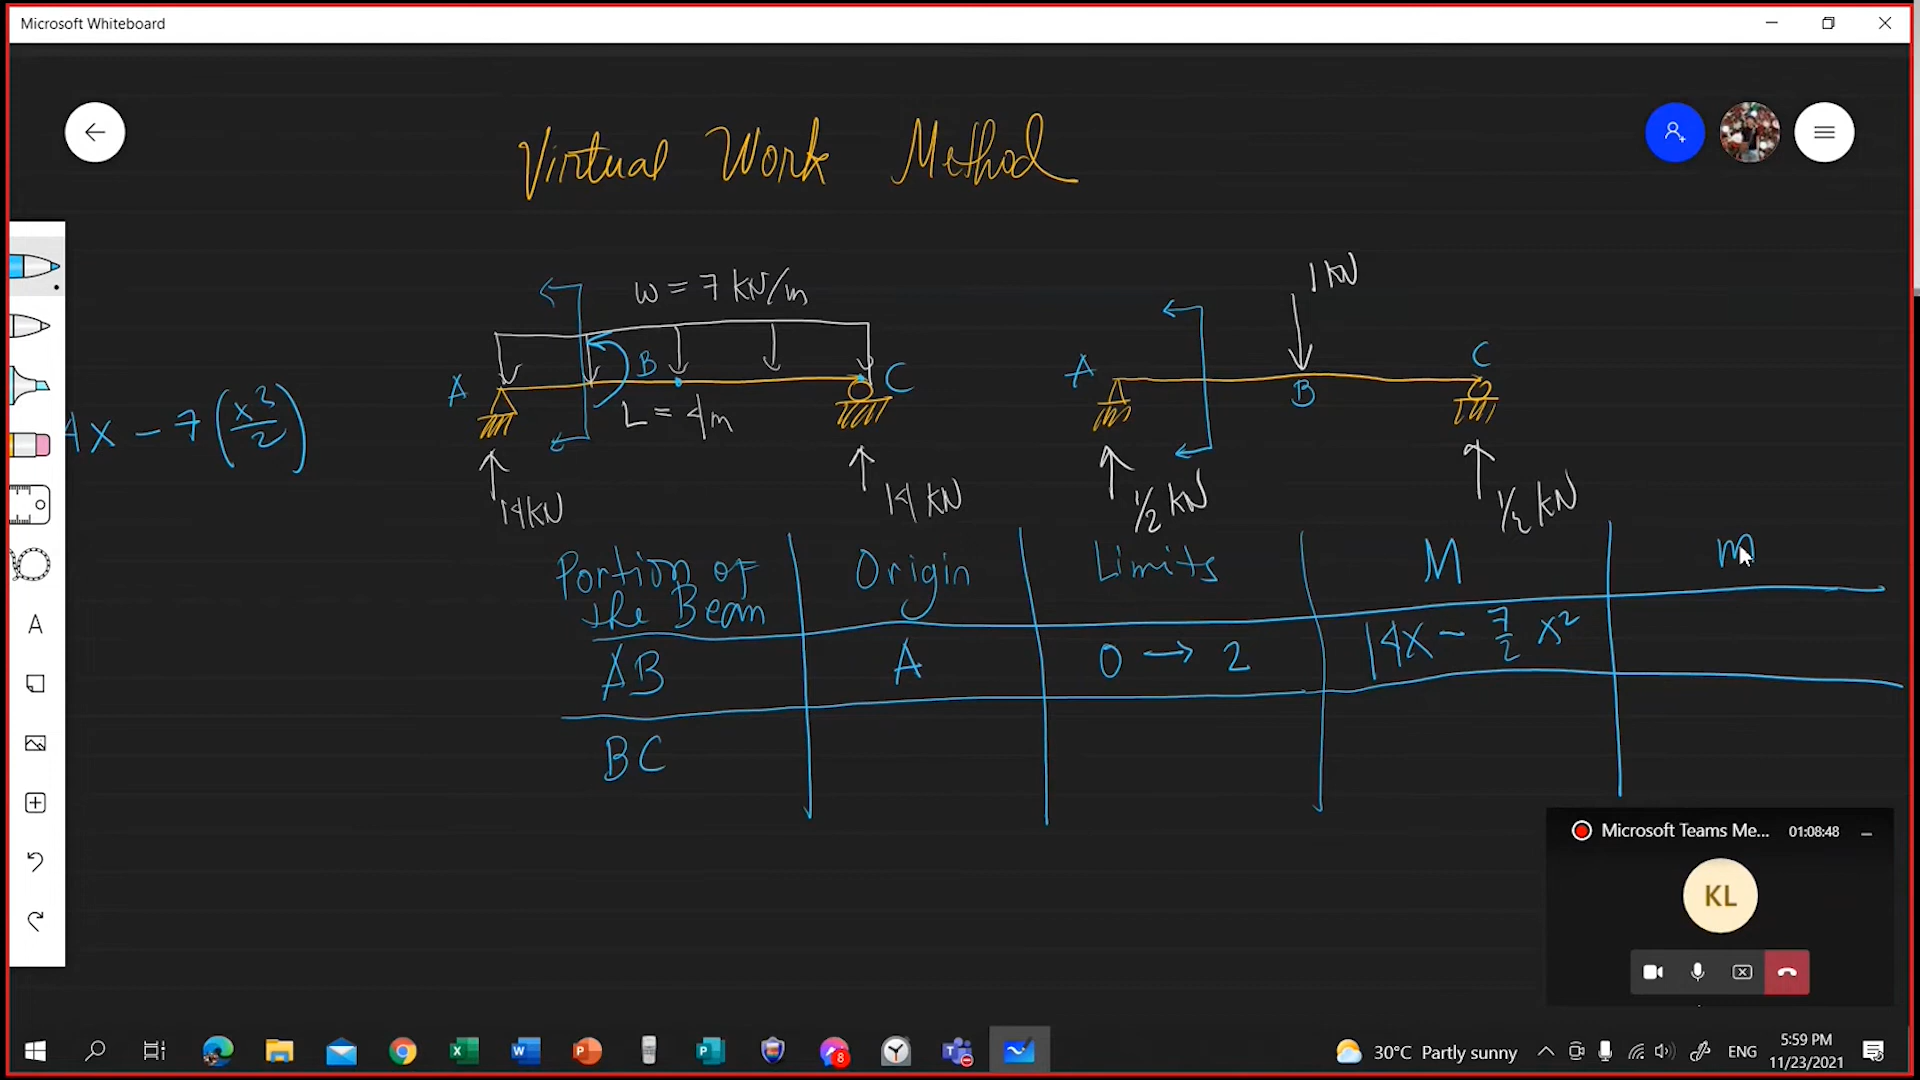 Microsoft Whiteboard
Virtual Work Method
w = 7 kN/m
A
B
C
L = 4m
14KN
14 KN
1 KN
A
B
C
1/2 KN
1/2 KN
4x - 7(x²/2)
Portion of the Beam
Origin
Limits
M
m
AB
A
0 → 2
14x - 7/2 x²
BC
A
Microsoft Teams Me...
01:08:48
KL
8
30°C Partly sunny
ENG
5:59 PM
11/23/2021